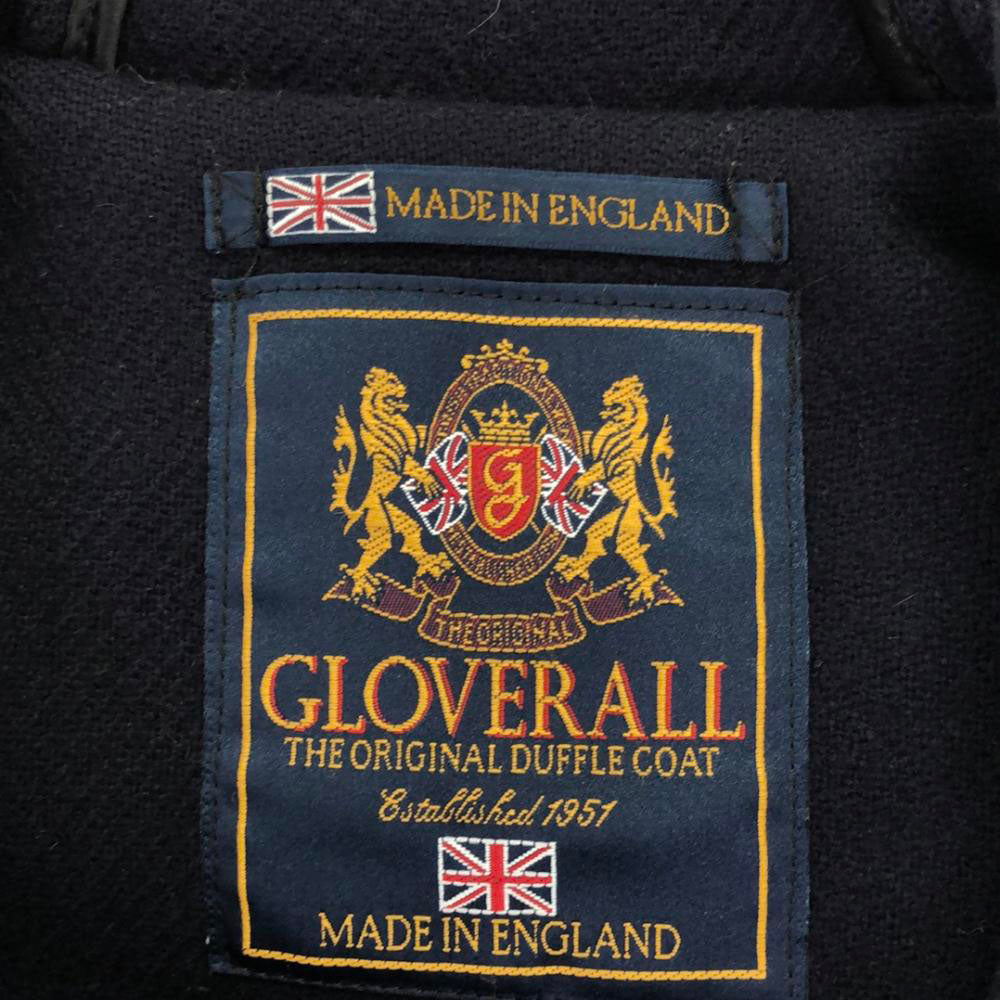 MADE IN ENGLAND
G
THE ORIGINAL
GLOVERALL
THE ORIGINAL DUFFLE COAT
Established 1951
MADE IN ENGLAND